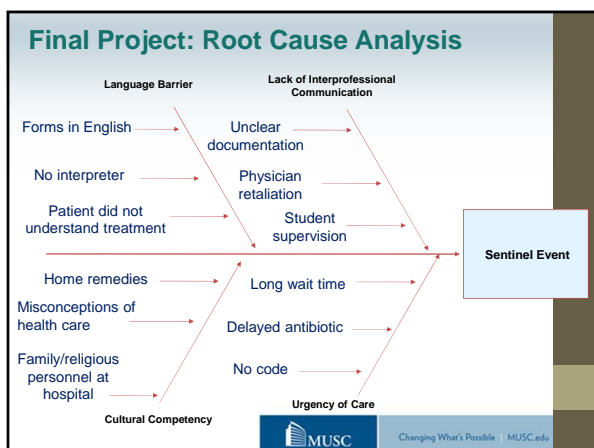 Final Project: Root Cause Analysis
Language Barrier
Lack of Interprofessional
Communication
Forms in English
No interpreter
Patient did not
understand treatment
Unclear
documentation
Physician
retaliation
Student
supervision
Sentinel Event
Home remedies
Misconceptions of
health care
Family/religious
personnel at
hospital
Cultural Competency
Long wait time
Delayed antibiotic
No code
Urgency of Care
MUSC
Changing What's Possible | MUSC.edu